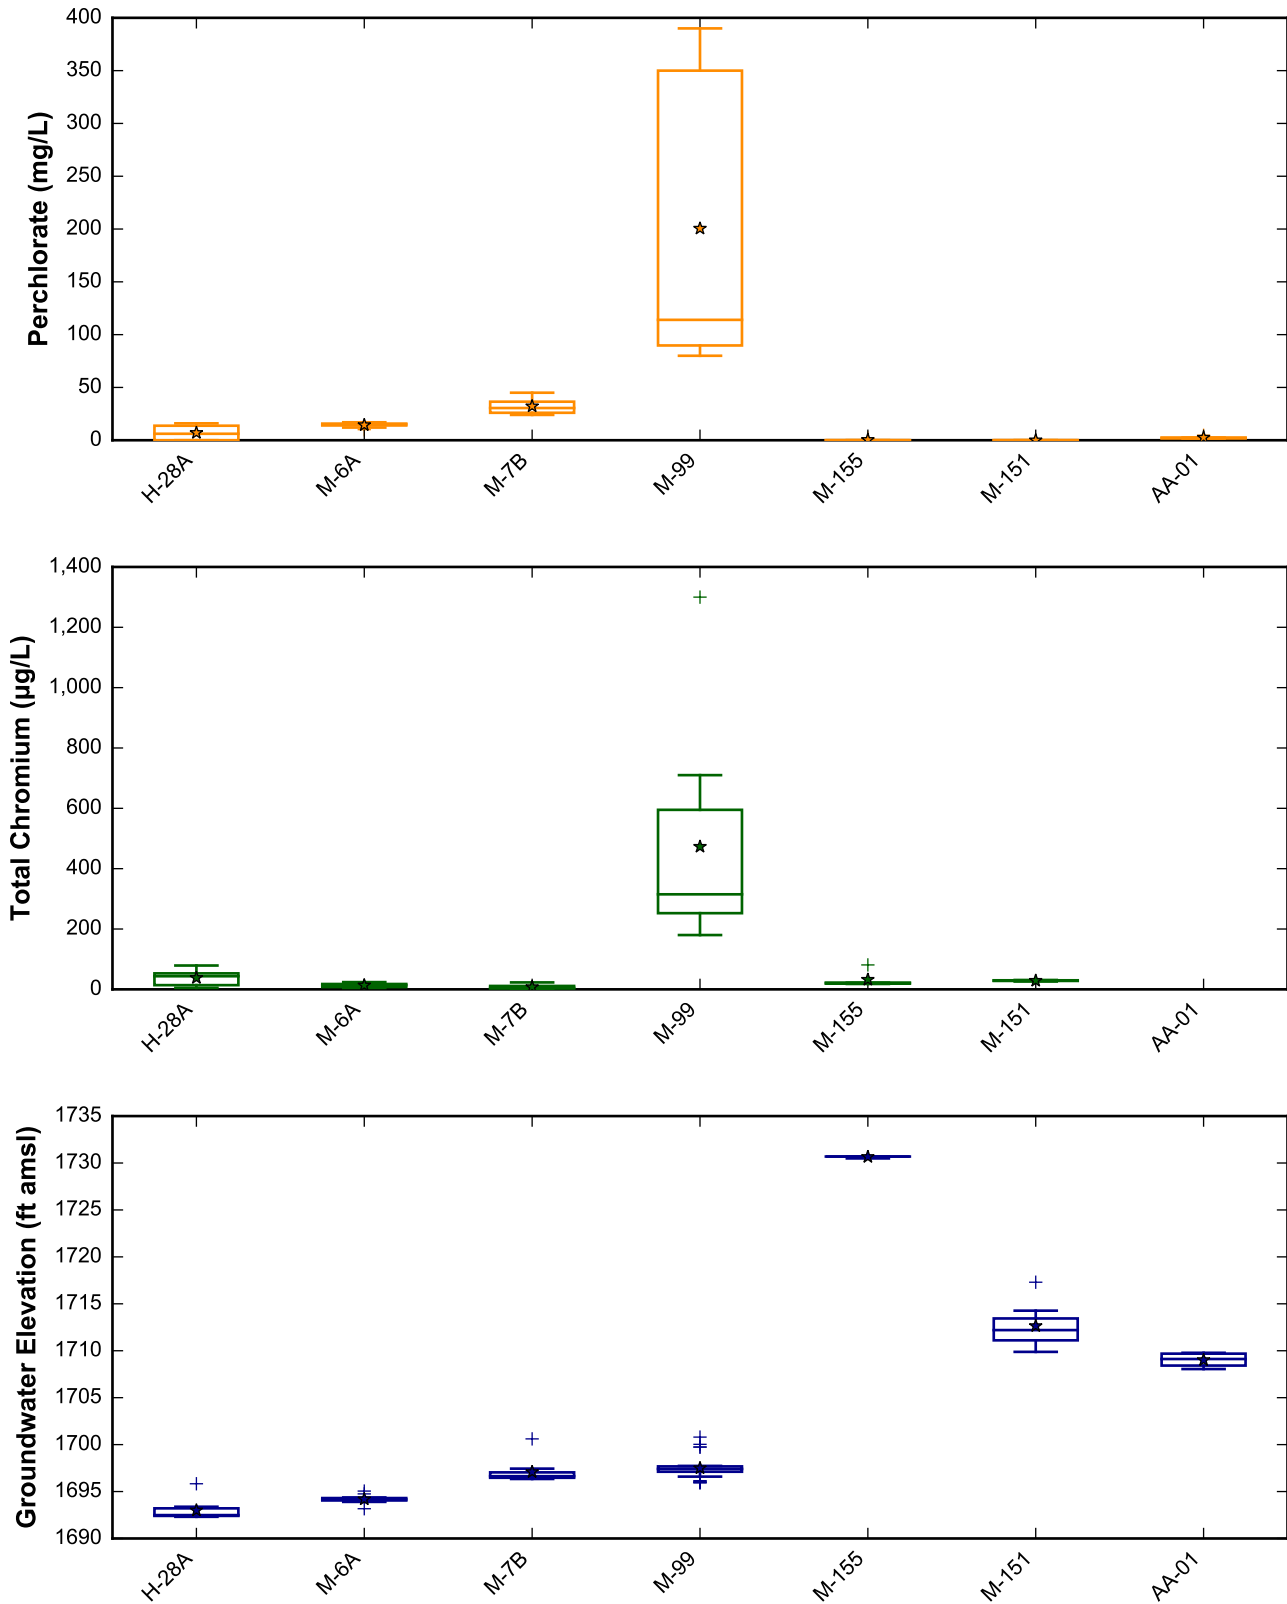 Perchlorate (mg/L)
400
350
300
250
200
150
100
50
0
H-28A
M-6A
M-7B
M-99
M-155
M-151
AA-01
Total Chromium (µg/L)
1,400
1,200
1,000
800
600
400
200
0
H-28A
M-6A
M-7B
M-99
M-155
M-151
AA-01
Groundwater Elevation (ft amsl)
1735
1730
1725
1720
1715
1710
1705
1700
1695
1690
H-28A
M-6A
M-7B
M-99
M-155
M-151
AA-01